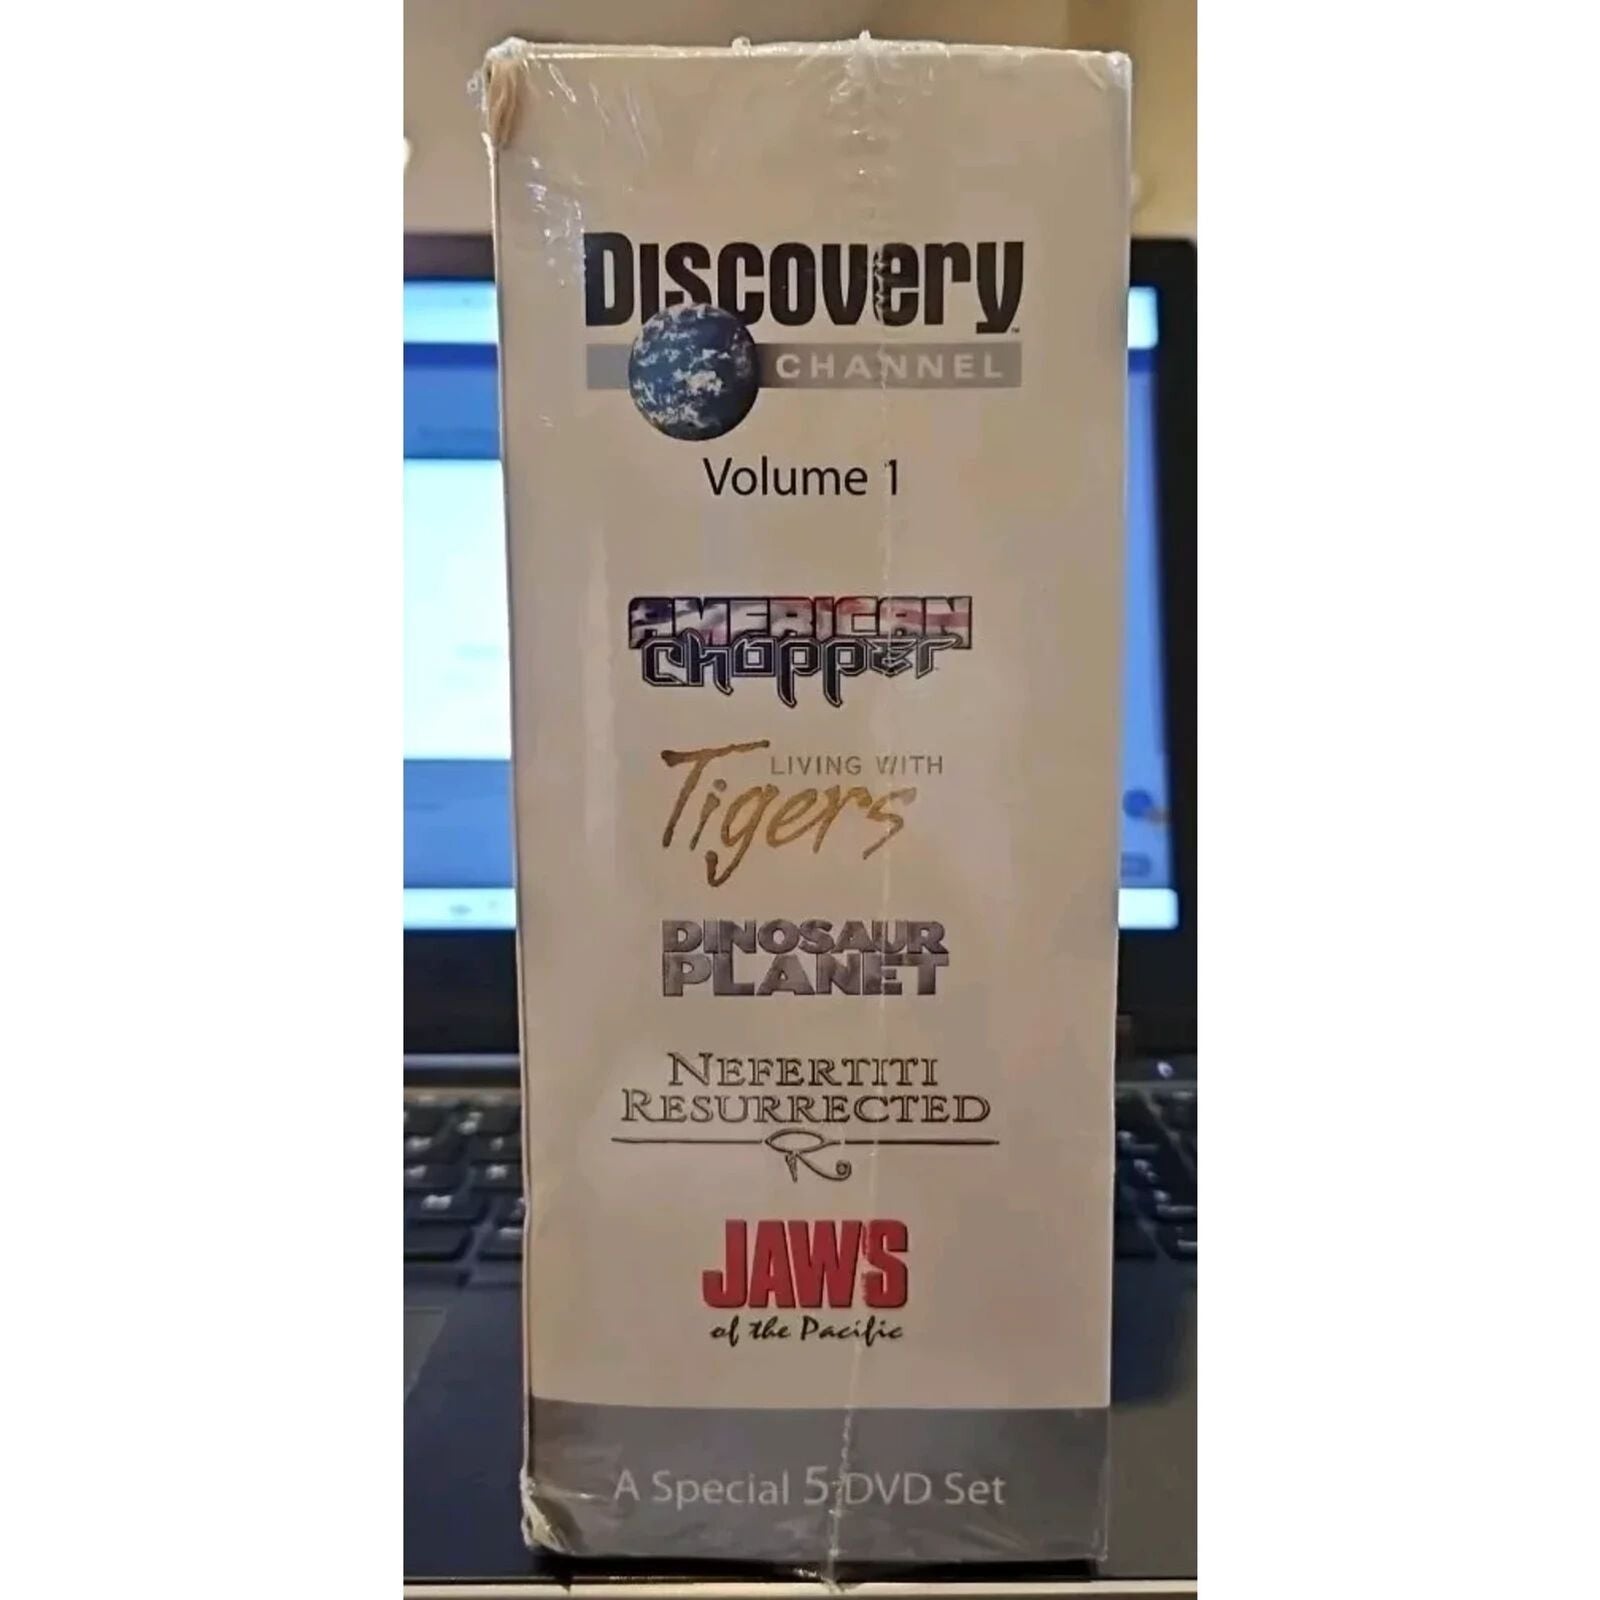 Discovery
CHANNEL
Volume 1
AMERICAN
chopper
LIVING WITH
Tigers
DINOSAUR
PLANET
NEFERTITI
RESURRECTED
JAWS
of the Pacific
A Special 5-DVD Set